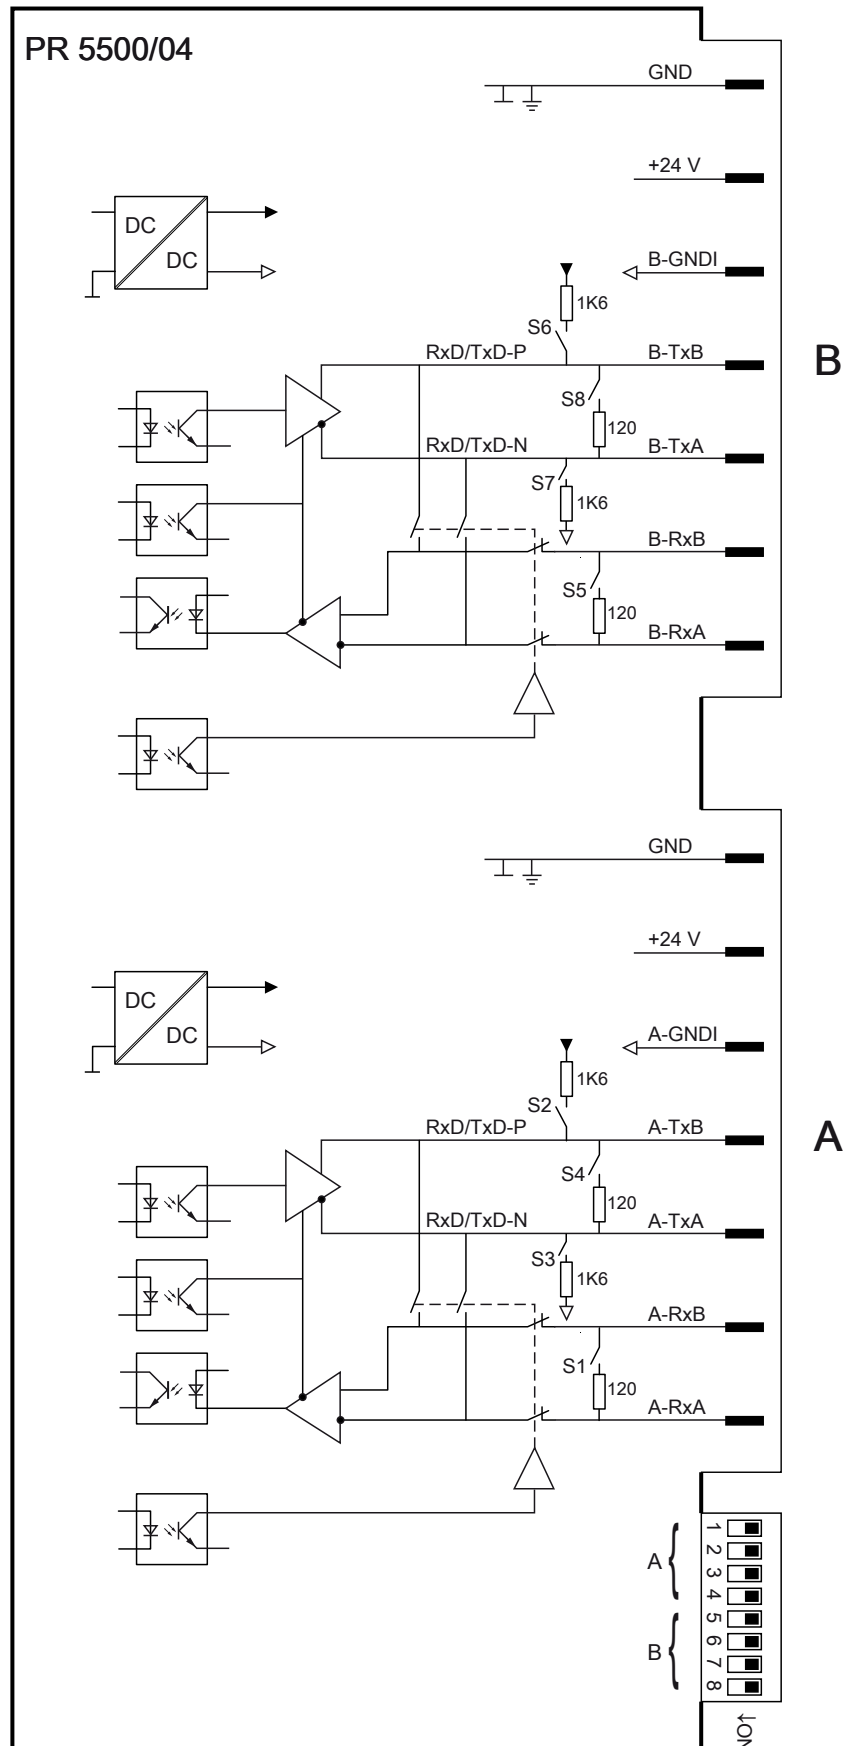 PR 5500/04
GND
+24 V
DC
DC
B-GNDI
1K6
S6
RxD/TxD-P
B-TxB
B
S8
120
RxD/TxD-N
B-TxA
S7
1K6
B-RxB
S5
120
B-RxA
GND
+24 V
DC
DC
A-GNDI
1K6
S2
RxD/TxD-P
A-TxB
A
S4
120
RxD/TxD-N
A-TxA
S3
1K6
A-RxB
S1
120
A-RxA
A
1
2
3
4
B
5
6
7
8
ON↑